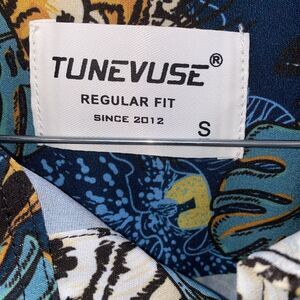 TUNEVUSE®
REGULAR FIT
SINCE 2012
S